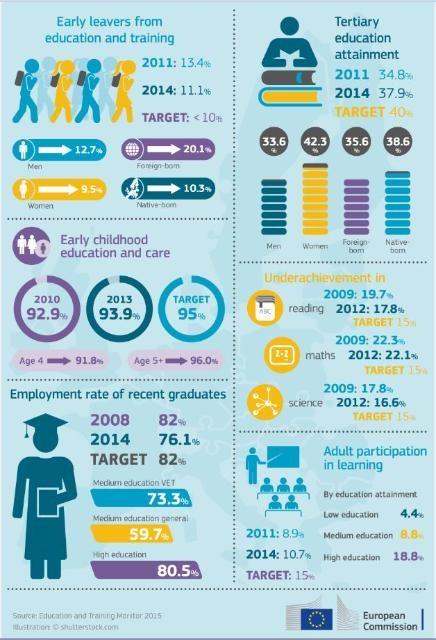 Early leavers from
education and training
2011: 13.4%
2014: 11.1%
TARGET: < 10%
12.7%
Men
20.1%
Foreign-born
9.5%
Women
10.3%
Native-born
Early childhood
education and care
2010
92.9%
2013
93.9%
TARGET
95%
Age 4 91.8%
Age 5+ 96.0%
Employment rate of recent graduates
2008 82%
2014 76.1%
TARGET 82%
Medium education VET
73.3%
Medium education general
59.7%
High education
80.5%
Tertiary
education
attainment
2011 34.8%
2014 37.9%
TARGET 40%
33.6
%
42.3
%
35.6
%
38.6
%
Men
Women
Foreign-
born
Native-
born
Underachievement in
ABC
reading
2009: 19.7%
2012: 17.8%
TARGET 15%
2÷2
maths
2009: 22.3%
2012: 22.1%
TARGET 15%
science
2009: 17.8%
2012: 16.6%
TARGET 15%
Adult participation
in learning
2011: 8.9%
2014: 10.7%
TARGET: 15%
By education attainment
Low education 4.4%
Medium education 8.8%
High education 18.8%
Source: Education and Training Monitor 2015
Illustration: © shutterstock.com
European
Commission